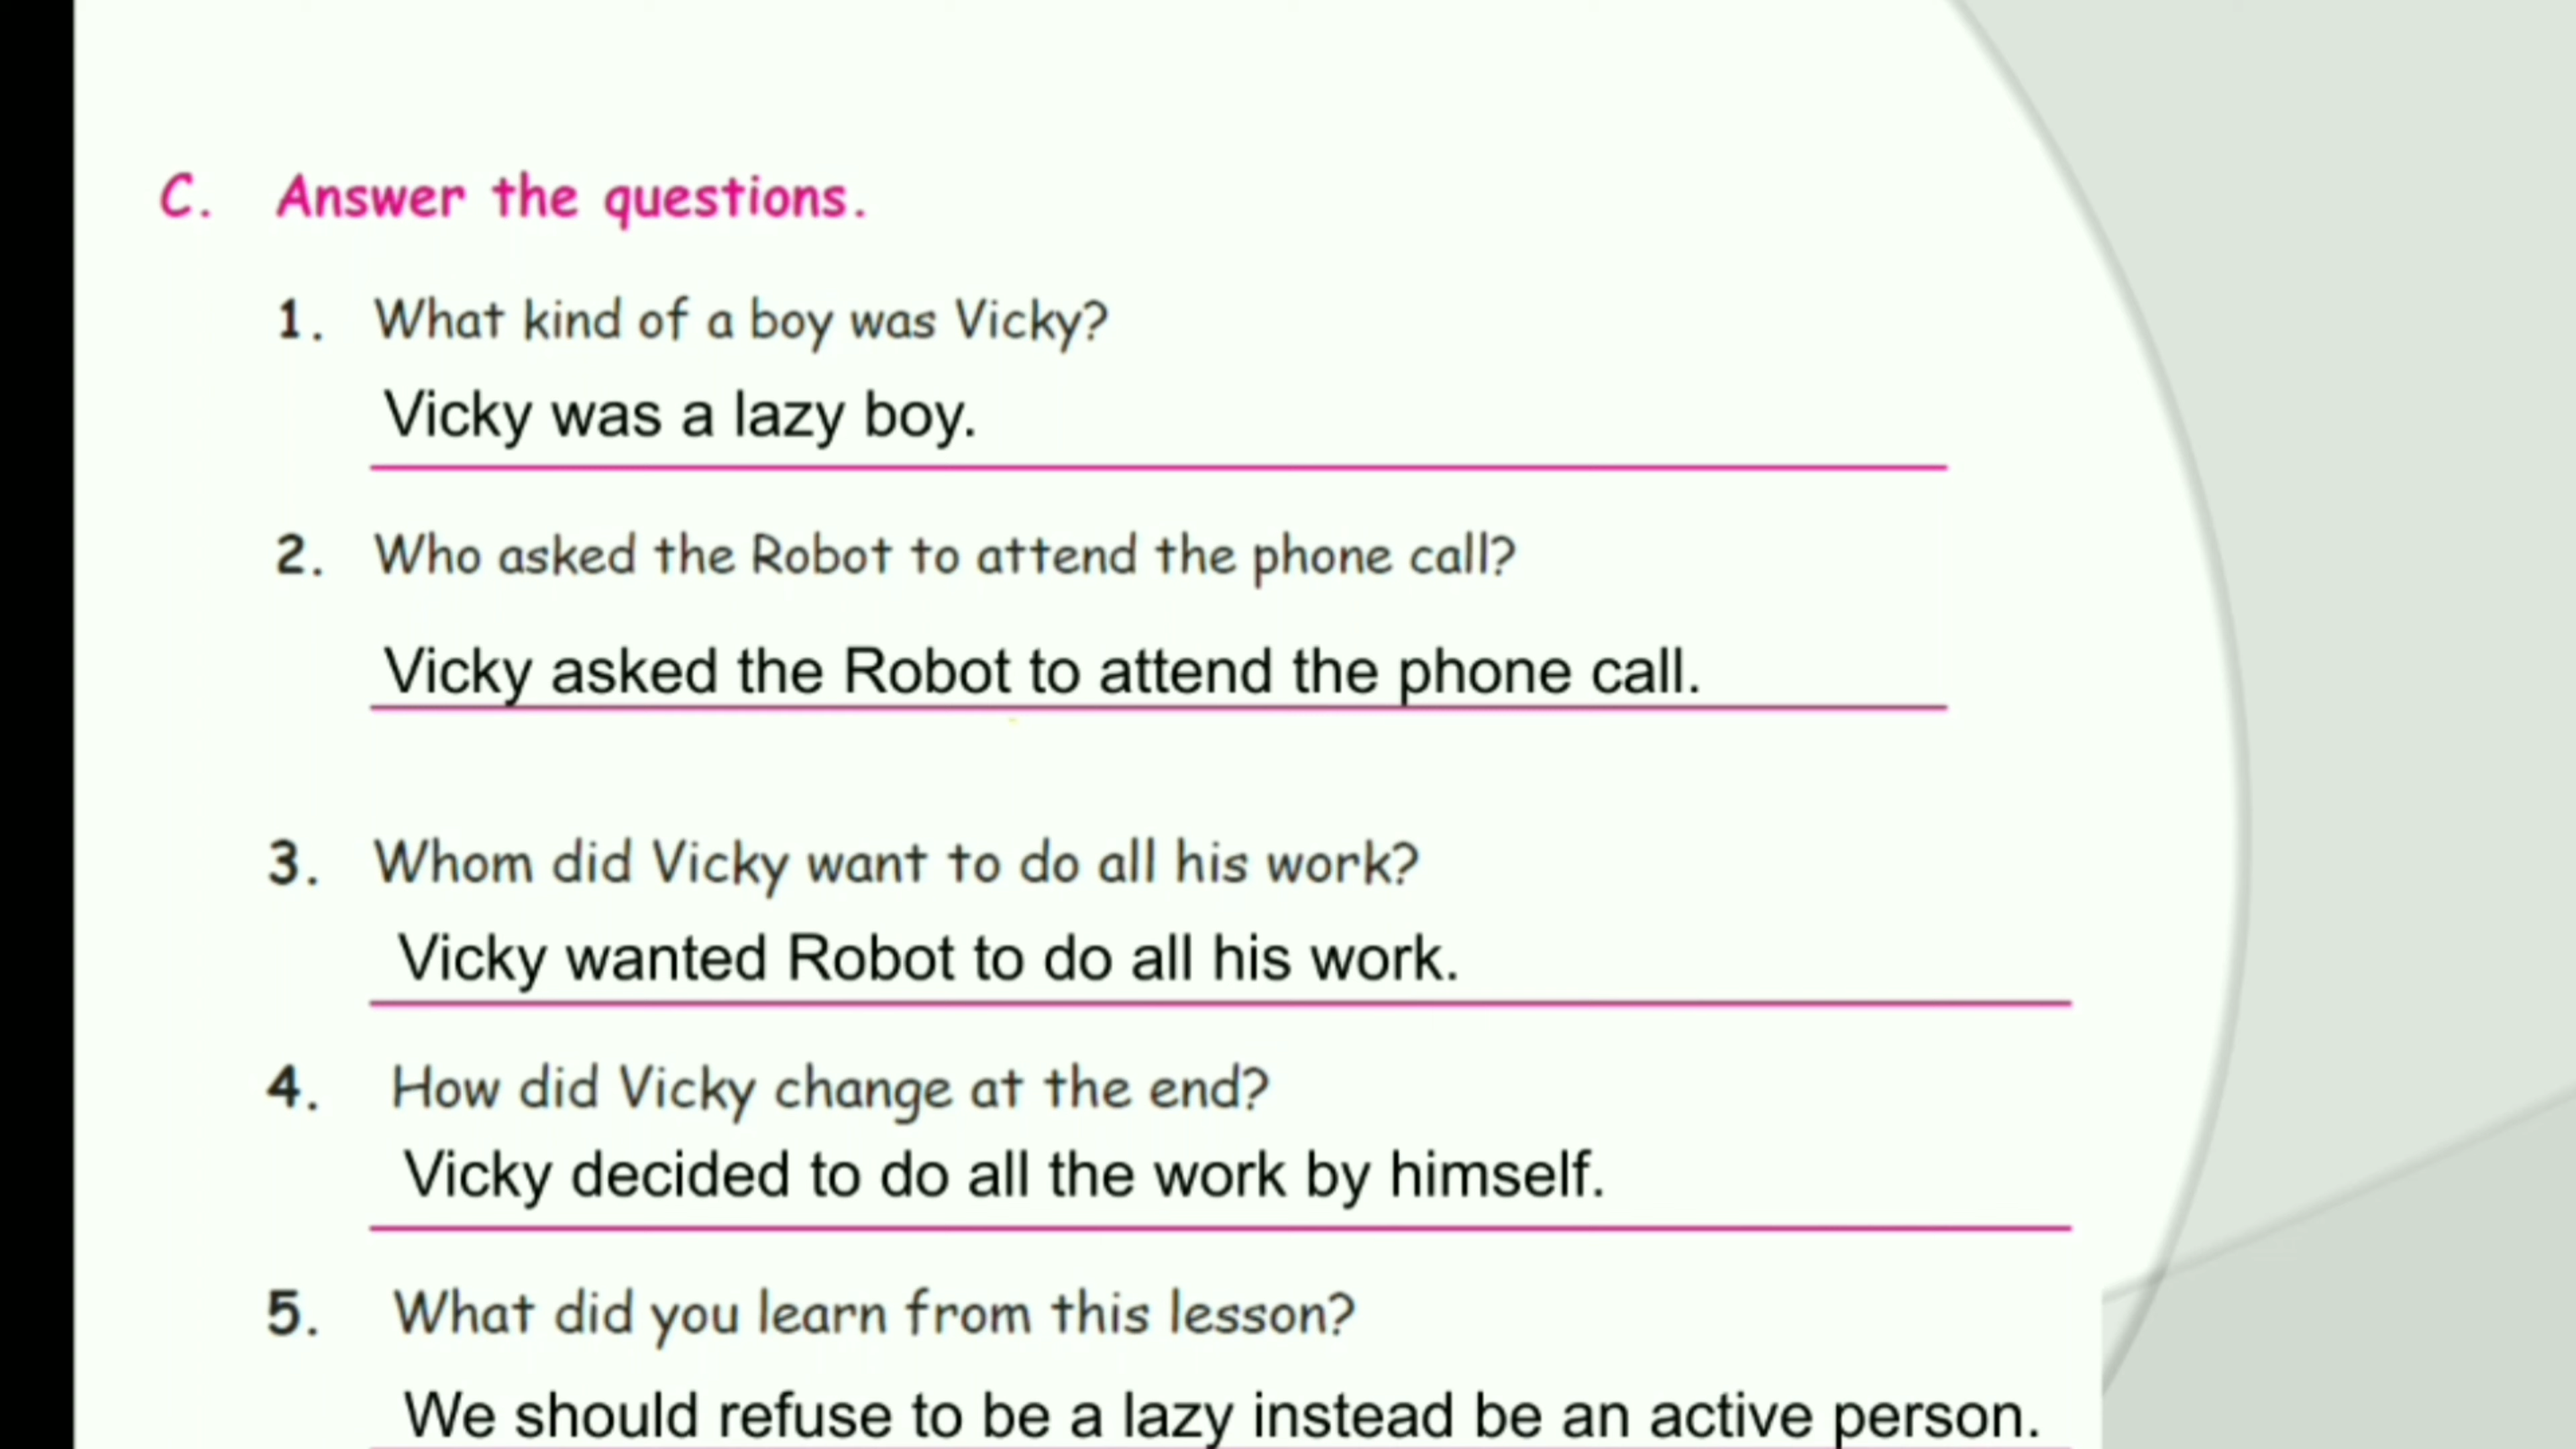 C. Answer the questions.
1. What kind of a boy was Vicky?
Vicky was a lazy boy.
2. Who asked the Robot to attend the phone call?
Vicky asked the Robot to attend the phone call.
3. Whom did Vicky want to do all his work?
Vicky wanted Robot to do all his work.
4. How did Vicky change at the end?
Vicky decided to do all the work by himself.
5. What did you learn from this lesson?
We should refuse to be a lazy instead be an active person.